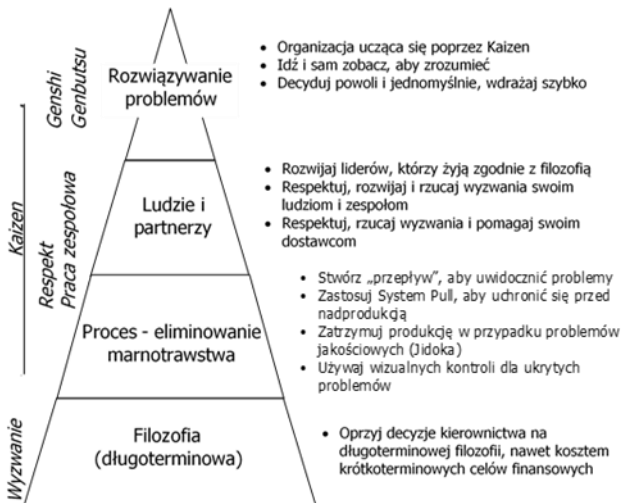 Rozwiązywanie
problemów
• Organizacja ucząca się poprzez Kaizen
• Idź i sam zobacz, aby zrozumieć
• Decyduj powoli i jednomyślnie, wdrażaj szybko
Genshi
Genbutsu
Ludzie i
partnerzy
• Rozwijaj liderów, którzy żyją zgodnie z filozofią
• Respektuj, rozwijaj i rzucaj wyzwania swoim
ludziom i zespołom
• Respektuj, rzucaj wyzwania i pomagaj swoim
dostawcom
Kaizen
Respekt
Praca zespołowa
Proces - eliminowanie
marnotrawstwa
• Stwórz „przepływ”, aby uwidocznić problemy
• Zastosuj System Pull, aby uchronić się przed
nadprodukcją
• Zatrzymuj produkcję w przypadku problemów
jakościowych (Jidoka)
• Używaj wizualnych kontroli dla ukrytych
problemów
Wyzwanie
Filozofia
(długoterminowa)
• Oprzyj decyzje kierownictwa na
długoterminowej filozofii, nawet kosztem
krótkoterminowych celów finansowych